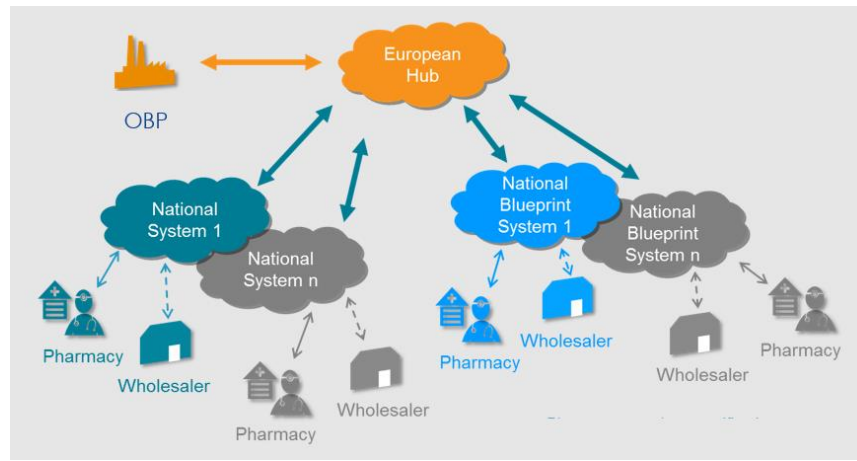 European
Hub
OBP
National
System 1
National
System n
National
Blueprint
System 1
National
Blueprint
System n
Pharmacy
Wholesaler
Pharmacy
Wholesaler
Pharmacy
Wholesaler
Wholesaler
Pharmacy